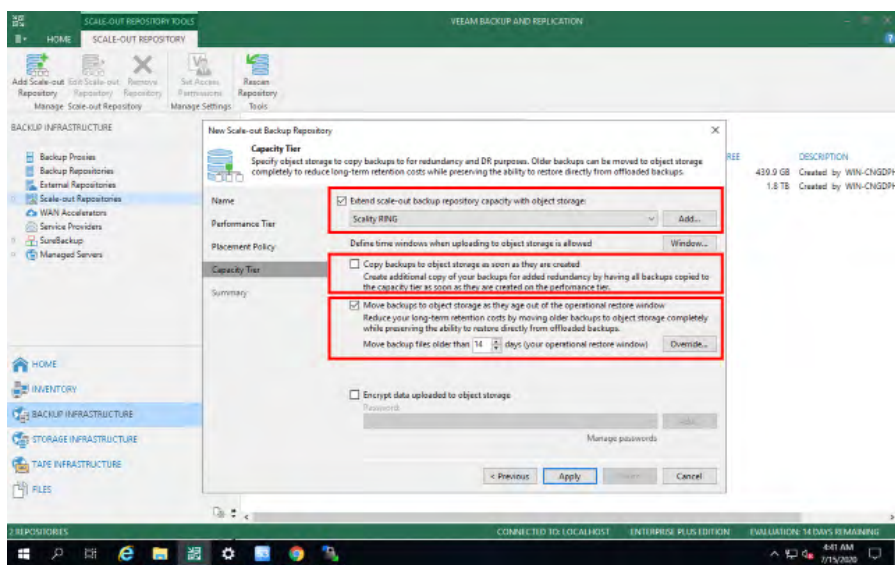 SCALE-OUT REPOSITORY TOOLS
VEEAM BACKUP AND REPLICATION
HOME
SCALE-OUT REPOSITORY
Add Scale-out Repository
Edit Scale-out Repository
Remove Repository
Set Access Permissions
Rescan Repository
Manage Scale-out Repository
Manage Settings
Tools
BACKUP INFRASTRUCTURE
Backup Proxies
Backup Repositories
External Repositories
Scale-out Repositories
WAN Accelerators
Service Providers
SureBackup
Managed Servers
HOME
INVENTORY
BACKUP INFRASTRUCTURE
STORAGE INFRASTRUCTURE
TAPE INFRASTRUCTURE
FILES
New Scale-out Backup Repository
Capacity Tier
Specify object storage to copy backups to for redundancy and DR purposes. Older backups can be moved to object storage
completely to reduce long-term retention costs while preserving the ability to restore directly from offloaded backups.
Name
Performance Tier
Placement Policy
Capacity Tier
Summary
Extend scale-out backup repository capacity with object storage:
Scality RING
Add...
Define time windows when uploading to object storage is allowed
Window...
Copy backups to object storage as soon as they are created
Create additional copy of your backups for added redundancy by having all backups copied to
the capacity tier as soon as they are created on the perfomance tier.
Move backups to object storage as they age out of the operational restore window
Reduce your long-term retention costs by moving older backups to object storage completely
while preserving the ability to restore directly from offloaded backups.
Move backup files older than 14 days (your operational restore window)
Override...
Encrypt data uploaded to object storage
Password:
Add...
Manage passwords
< Previous
Apply
Cancel
REE
DESCRIPTION
439.9 GB
Created by WIN-CNGDPH
1.8 TB
Created by WIN-CNGDPH
2 REPOSITORIES
CONNECTED TO: LOCALHOST
ENTERPRISE PLUS EDITION
EVALUATION: 14 DAYS REMAINING
4:41 AM
7/15/2020